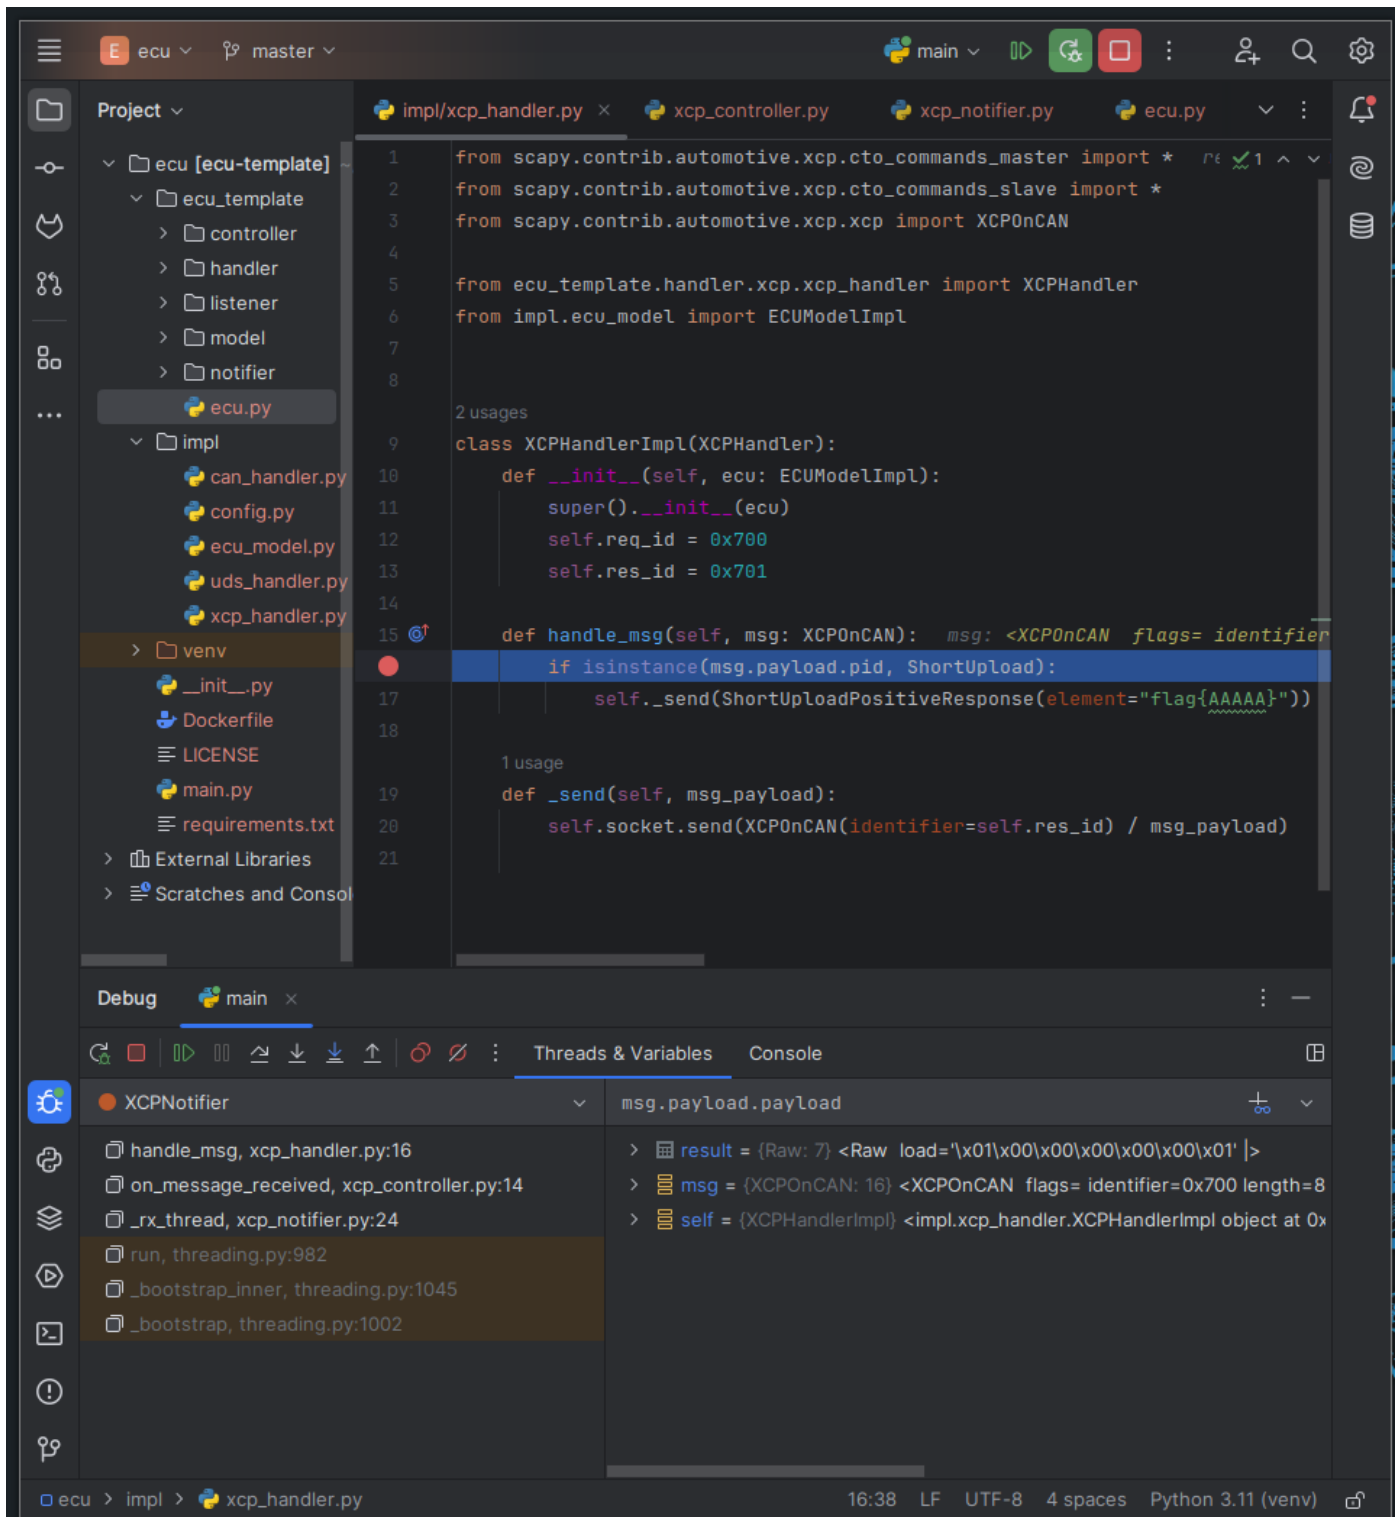 E ecu master main
Project
impl/xcp_handler.py xcp_controller.py xcp_notifier.py ecu.py
ecu [ecu-template] ~
ecu_template
controller
handler
listener
model
notifier
ecu.py
impl
can_handler.py
config.py
ecu_model.py
uds_handler.py
xcp_handler.py
venv
__init__.py
Dockerfile
LICENSE
main.py
requirements.txt
External Libraries
Scratches and Consol
1 from scapy.contrib.automotive.xcp.cto_commands_master import * 1
2 from scapy.contrib.automotive.xcp.cto_commands_slave import *
3 from scapy.contrib.automotive.xcp.xcp import XCPOnCAN
4
5 from ecu_template.handler.xcp.xcp_handler import XCPHandler
6 from impl.ecu_model import ECUModelImpl
7
8
2 usages
9 class XCPHandlerImpl(XCPHandler):
10 def __init__(self, ecu: ECUModelImpl):
11 super().__init__(ecu)
12 self.req_id = 0x700
13 self.res_id = 0x701
14
15 def handle_msg(self, msg: XCPOnCAN): msg: <XCPOnCAN flags= identifier
if isinstance(msg.payload.pid, ShortUpload):
17 self._send(ShortUploadPositiveResponse(element="flag{AAAAA}"))
18
1 usage
19 def _send(self, msg_payload):
20 self.socket.send(XCPOnCAN(identifier=self.res_id) / msg_payload)
21
Debug main
Threads & Variables Console
XCPNotifier
handle_msg, xcp_handler.py:16
on_message_received, xcp_controller.py:14
_rx_thread, xcp_notifier.py:24
run, threading.py:982
_bootstrap_inner, threading.py:1045
_bootstrap, threading.py:1002
msg.payload.payload
result = {Raw: 7} <Raw load='\x01\x00\x00\x00\x00\x00\x01' |>
msg = {XCPOnCAN: 16} <XCPOnCAN flags= identifier=0x700 length=8
self = {XCPHandlerImpl} <impl.xcp_handler.XCPHandlerImpl object at 0x
ecu > impl > xcp_handler.py 16:38 LF UTF-8 4 spaces Python 3.11 (venv)